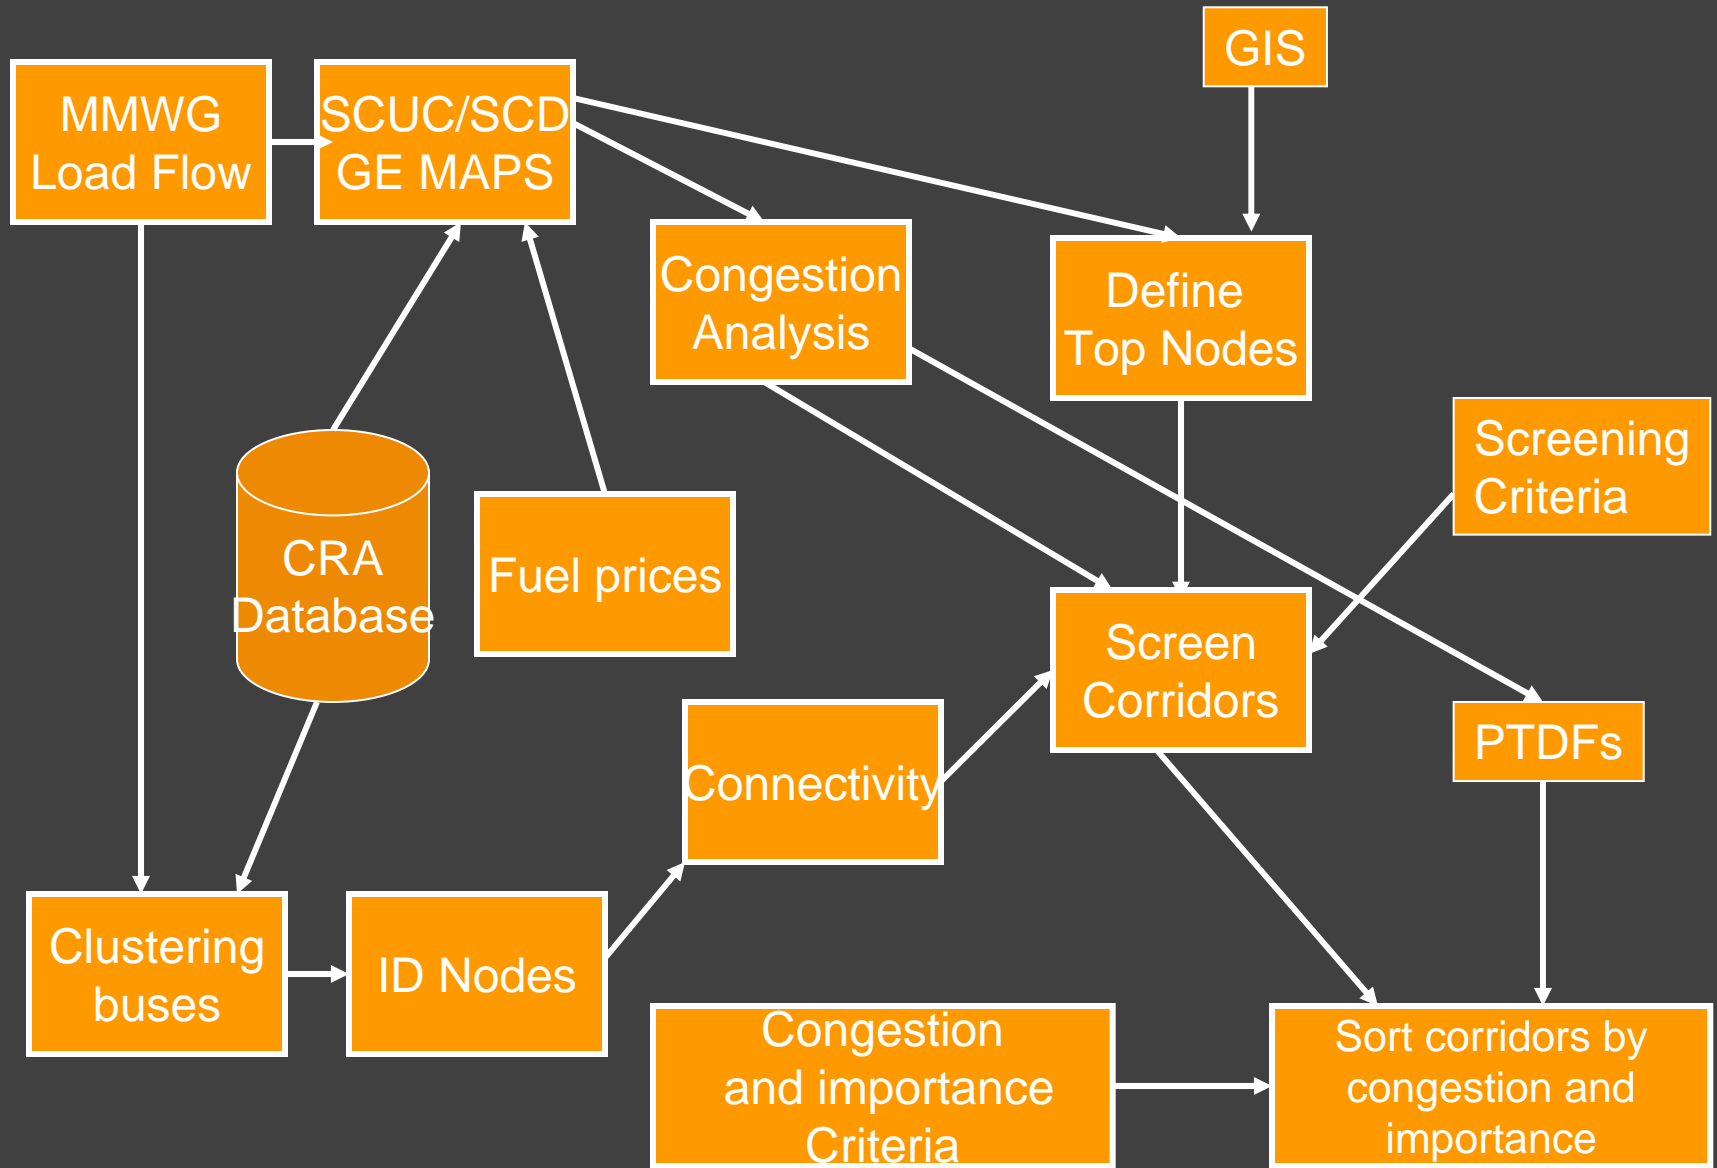 GIS
MMWG
Load Flow
SCUC/SCD
GE MAPS
Congestion
Analysis
Define
Top Nodes
Screening
Criteria
CRA
Database
Fuel prices
Screen
Corridors
PTDFs
Connectivity
Clustering
buses
ID Nodes
Congestion
and importance
Criteria
Sort corridors by
congestion and
importance